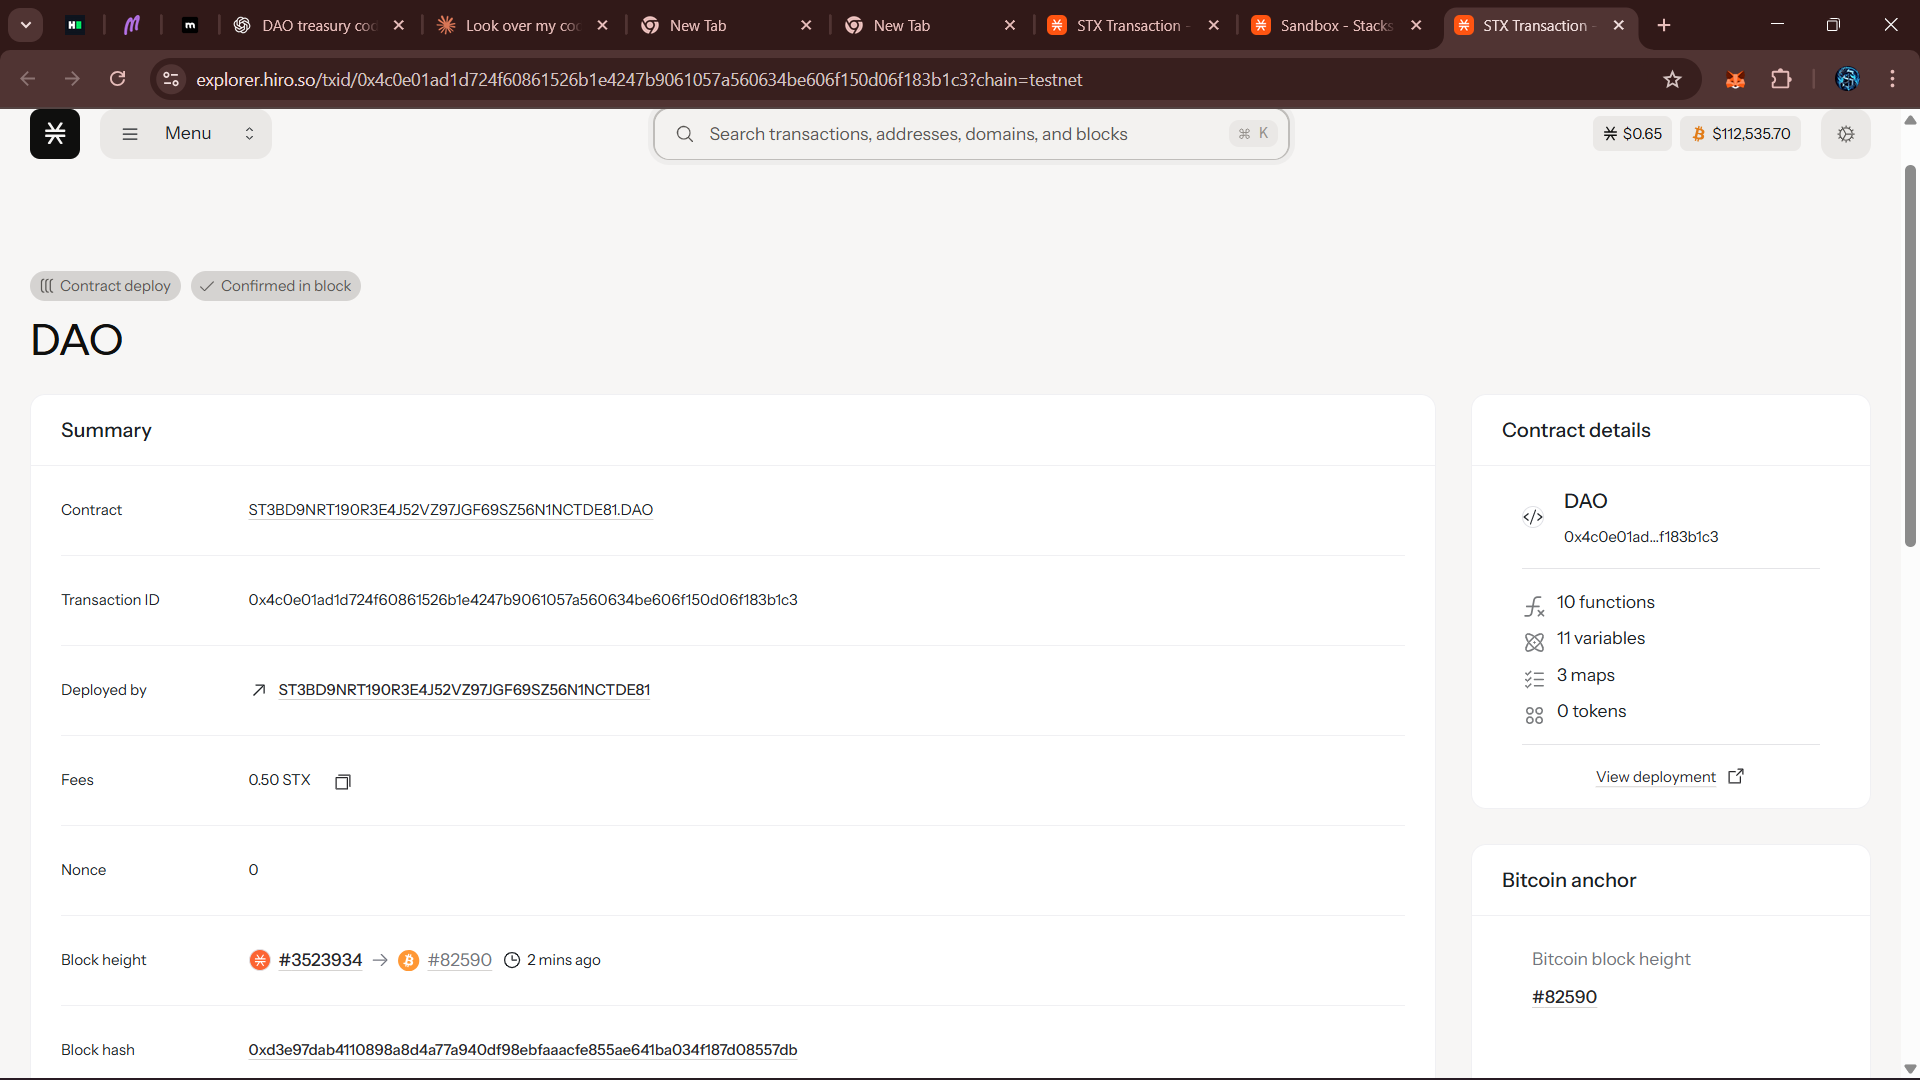 DAO treasury cod
Look over my coc
New Tab
New Tab
STX Transaction -
Sandbox - Stacks
STX Transaction -
explorer.hiro.so/txid/0x4c0e01ad1d724f60861526b1e4247b9061057a560634be606f150d06f183b1c3?chain=testnet
Menu
Search transactions, addresses, domains, and blocks
⌘ K
$0.65
$112,535.70
Contract deploy
Confirmed in block
DAO
Summary
Contract ST3BD9NRT190R3E4J52VZ97JGF69SZ56N1NCTDE81.DAO
Transaction ID 0x4c0e01ad1d724f60861526b1e4247b9061057a560634be606f150d06f183b1c3
Deployed by ST3BD9NRT190R3E4J52VZ97JGF69SZ56N1NCTDE81
Fees 0.50 STX
Nonce 0
Block height #3523934 → #82590 2 mins ago
Block hash 0xd3e97dab4110898a8d4a77a940df98ebfaaacfe855ae641ba034f187d08557db
Contract details
DAO
0x4c0e01ad...f183b1c3
10 functions
11 variables
3 maps
0 tokens
View deployment
Bitcoin anchor
Bitcoin block height
#82590